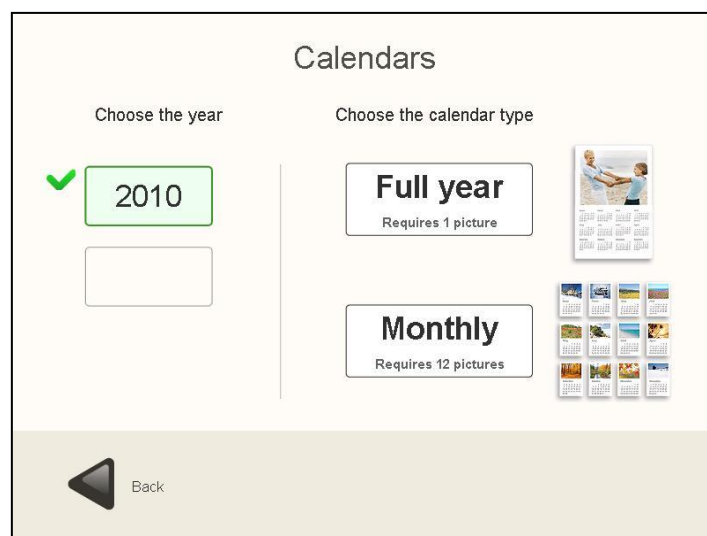 Calendars
Choose the year
Choose the calendar type
2010
Full year
Requires 1 picture
Monthly
Requires 12 pictures
Back